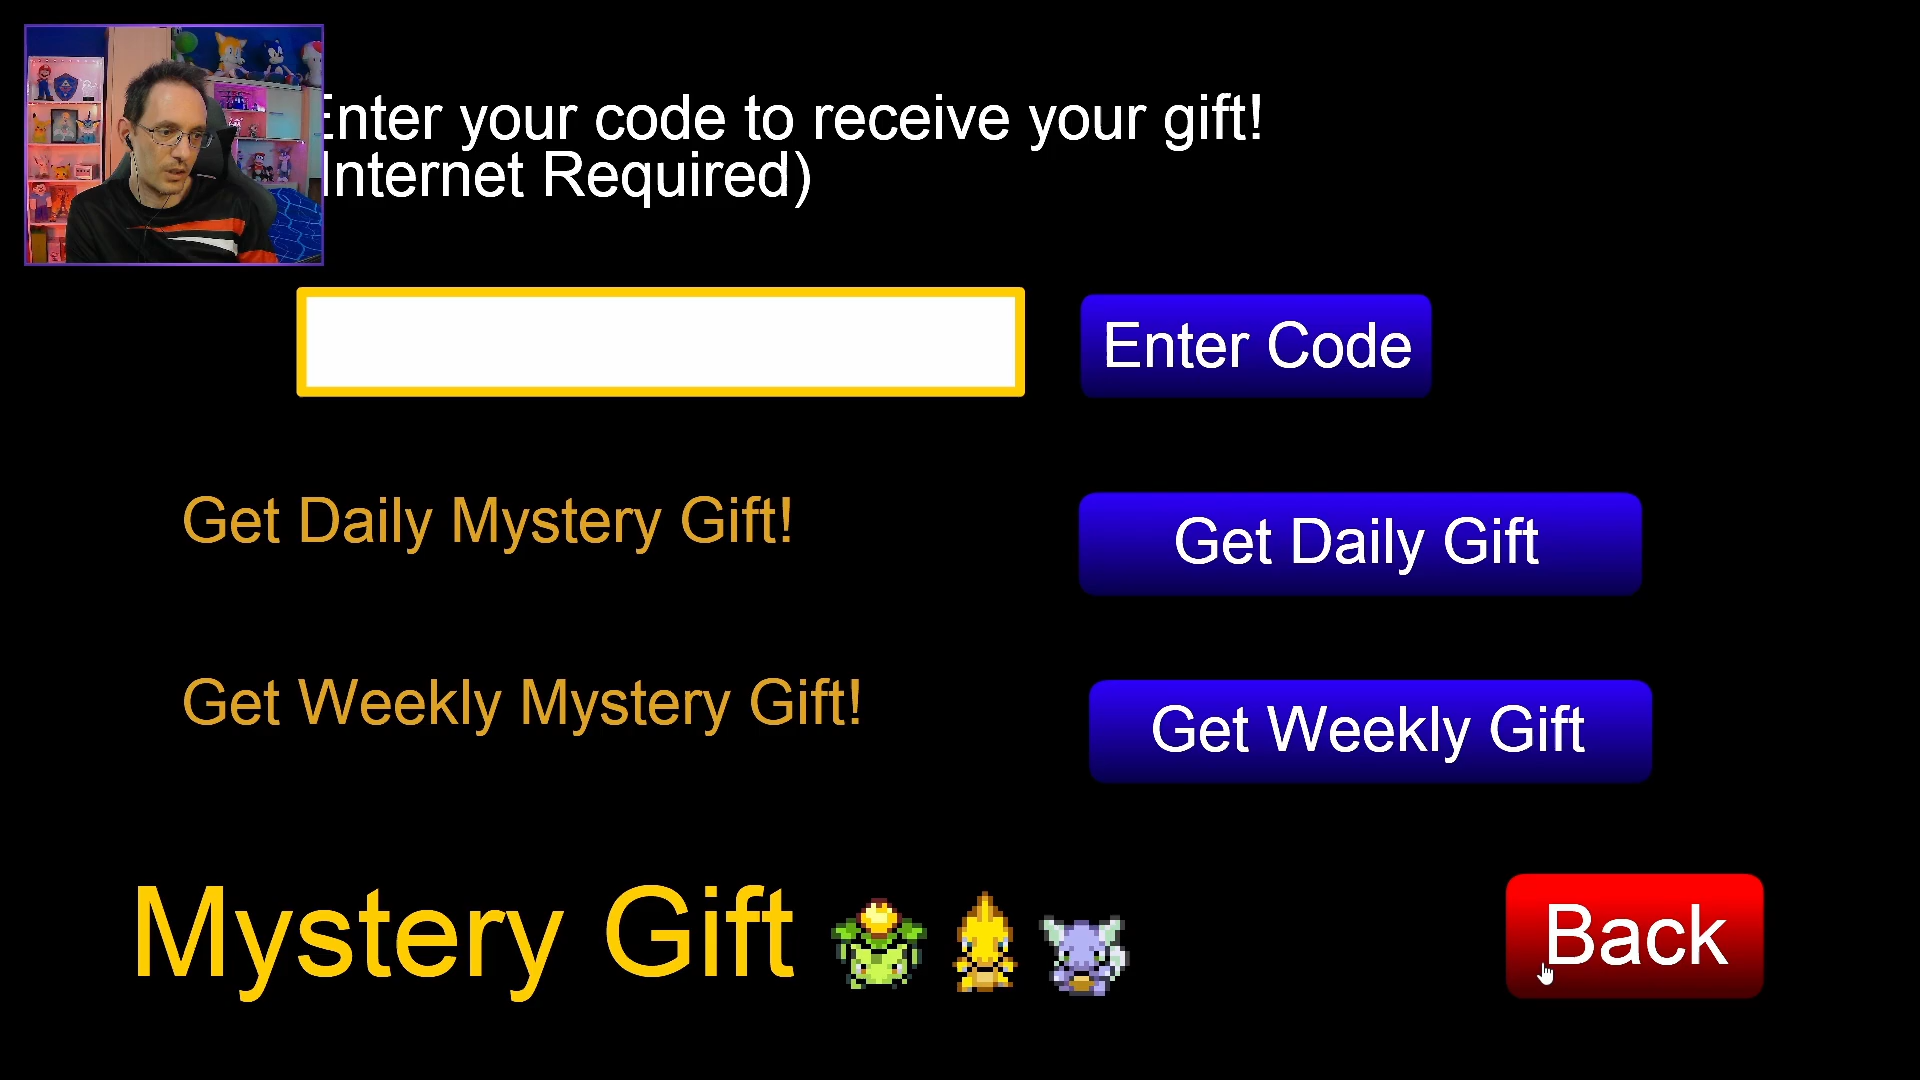 Enter your code to receive your gift!
Internet Required)
Enter Code
Get Daily Mystery Gift!
Get Daily Gift
Get Weekly Mystery Gift!
Get Weekly Gift
Mystery Gift
Back